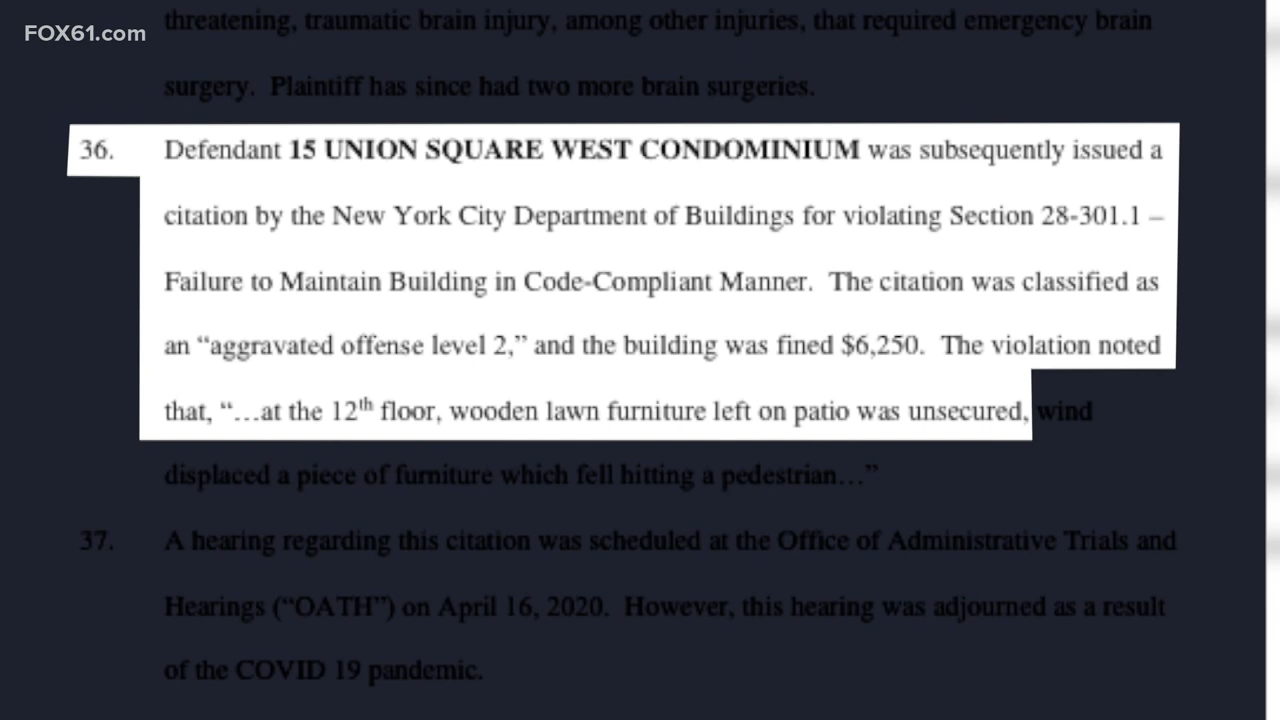 FOX61.com
threatening, traumatic brain injury, among other injuries, that required emergency brain
surgery. Plaintiff has since had two more brain surgeries.
36. Defendant 15 UNION SQUARE WEST CONDOMINIUM was subsequently issued a
citation by the New York City Department of Buildings for violating Section 28-301.1 –
Failure to Maintain Building in Code-Compliant Manner. The citation was classified as
an “aggravated offense level 2,” and the building was fined $6,250. The violation noted
that, “…at the 12th floor, wooden lawn furniture left on patio was unsecured, wind
displaced a piece of furniture which fell hitting a pedestrian…”
37. A hearing regarding this citation was scheduled at the Office of Administrative Trials and
Hearings (“OATH”) on April 16, 2020. However, this hearing was adjourned as a result
of the COVID 19 pandemic.